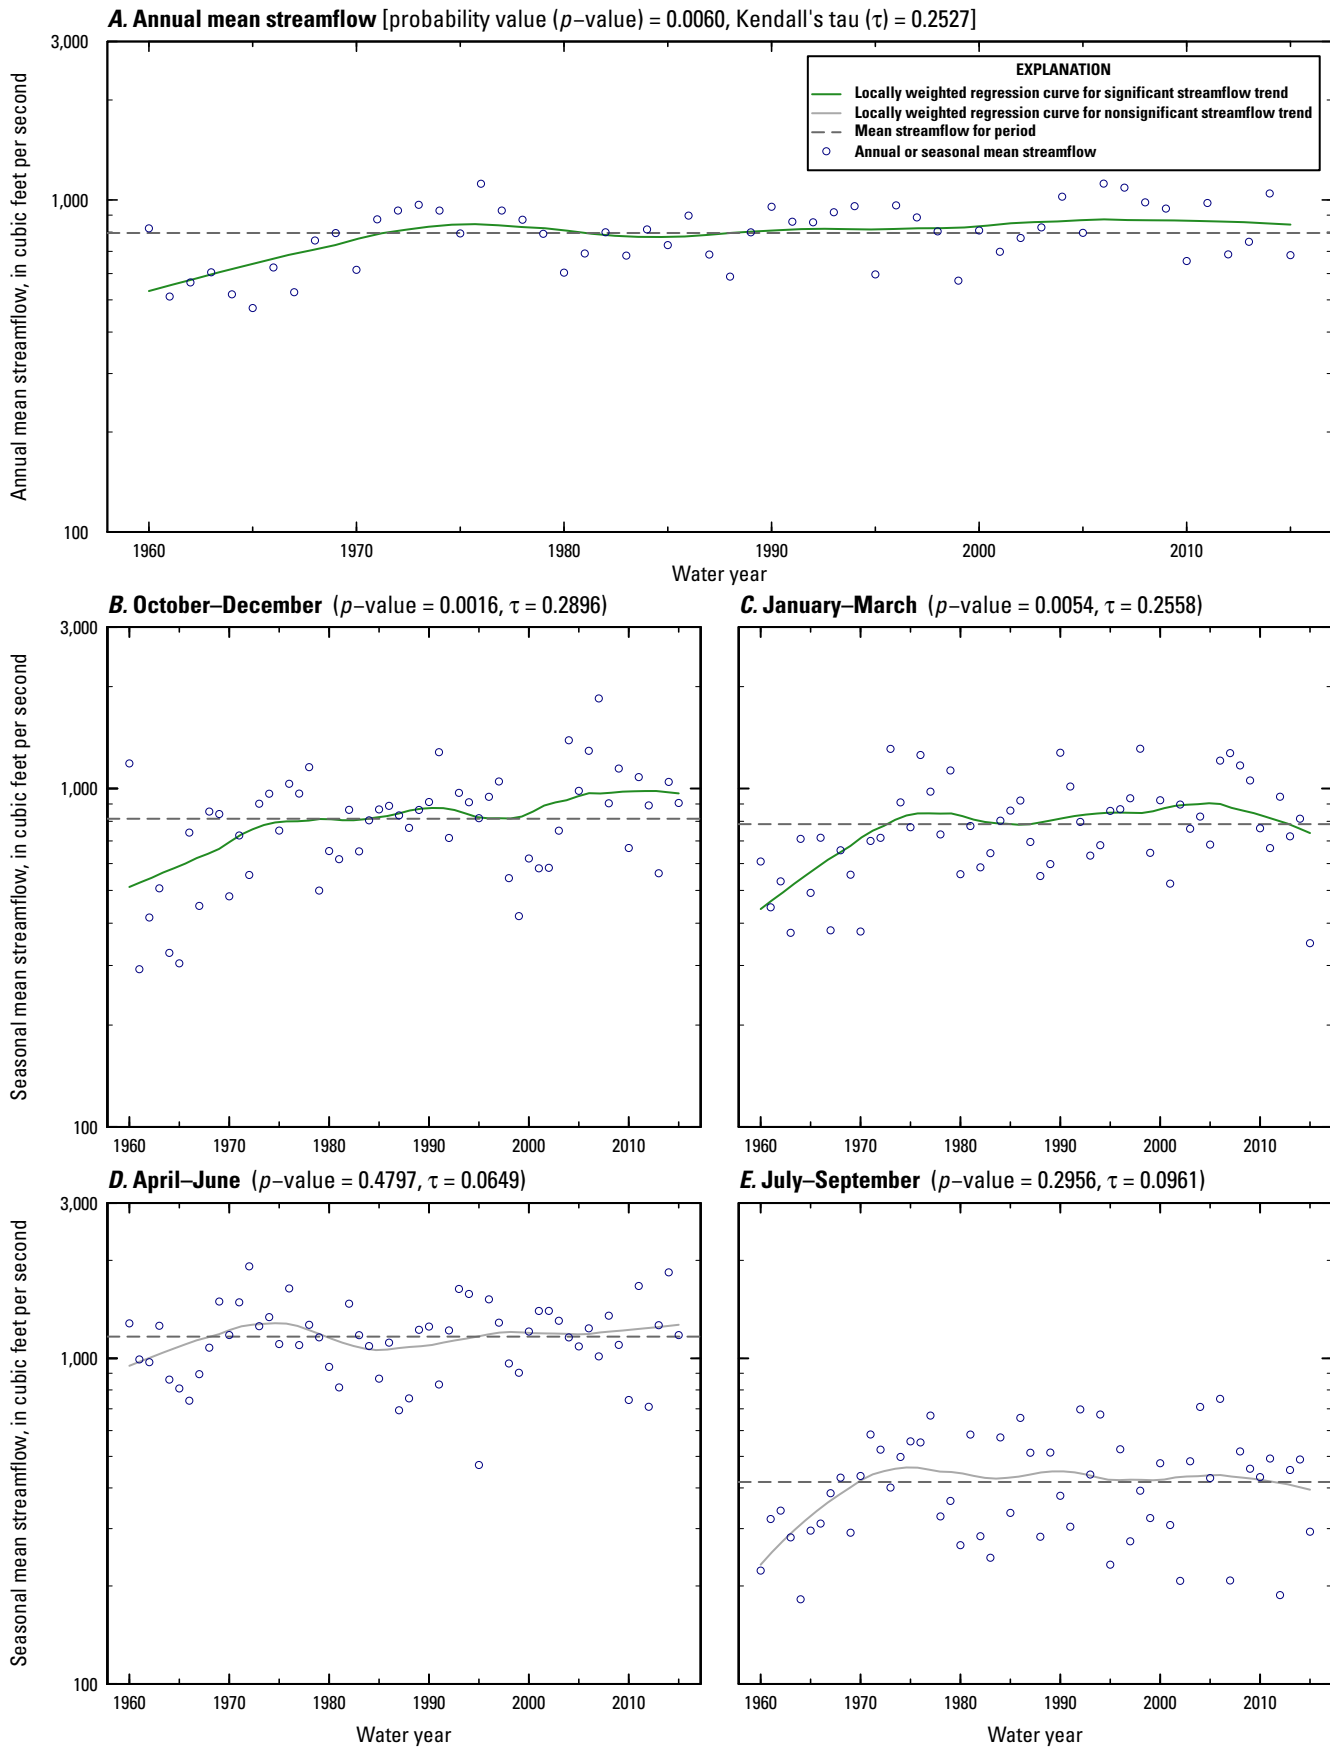 A. Annual mean streamflow [probability value (p–value) = 0.0060, Kendall's tau (τ) = 0.2527]
3,000
1,000
100
Annual mean streamflow, in cubic feet per second
EXPLANATION
Locally weighted regression curve for significant streamflow trend
Locally weighted regression curve for nonsignificant streamflow trend
Mean streamflow for period
Annual or seasonal mean streamflow
1960 1970 1980 1990 2000 2010
Water year
B. October–December (p–value = 0.0016, τ = 0.2896)
3,000
1,000
100
Seasonal mean streamflow, in cubic feet per second
1960 1970 1980 1990 2000 2010
C. January–March (p–value = 0.0054, τ = 0.2558)
1960 1970 1980 1990 2000 2010
D. April–June (p–value = 0.4797, τ = 0.0649)
3,000
1,000
100
Seasonal mean streamflow, in cubic feet per second
1960 1970 1980 1990 2000 2010
Water year
E. July–September (p–value = 0.2956, τ = 0.0961)
1960 1970 1980 1990 2000 2010
Water year